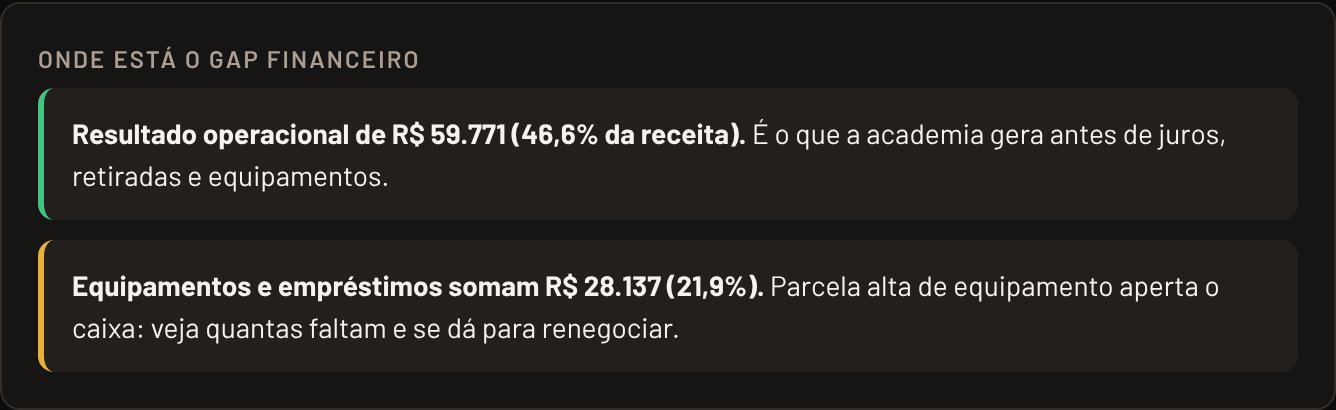 ONDE ESTÁ O GAP FINANCEIRO
Resultado operacional de R$ 59.771 (46,6% da receita). É o que a academia gera antes de juros,
retiradas e equipamentos.
Equipamentos e empréstimos somam R$ 28.137 (21,9%). Parcela alta de equipamento aperta o
caixa: veja quantas faltam e se dá para renegociar.